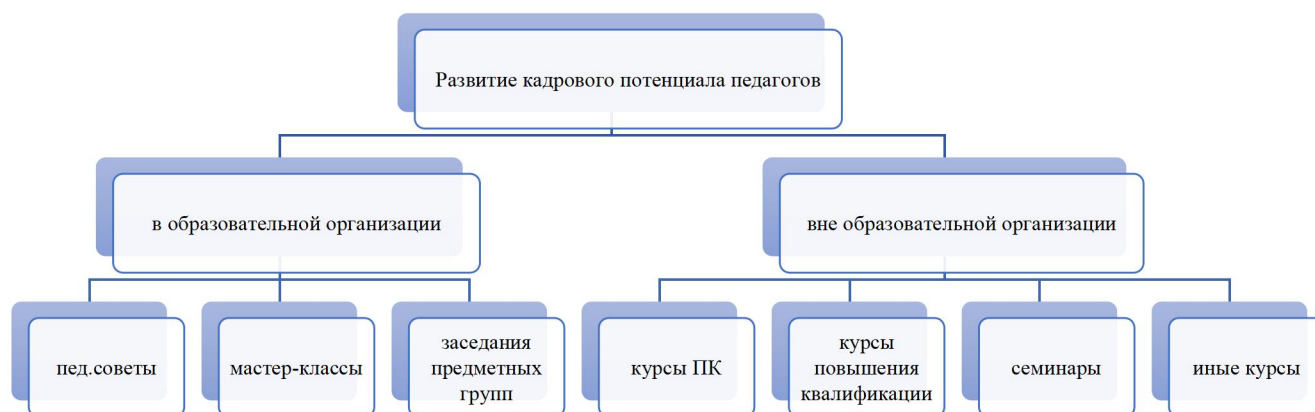 Развитие кадрового потенциала педагогов
в образовательной организации
вне образовательной организации
пед.советы
мастер-классы
заседания
предметных
групп
курсы ПК
курсы
повышения
квалификации
семинары
иные курсы